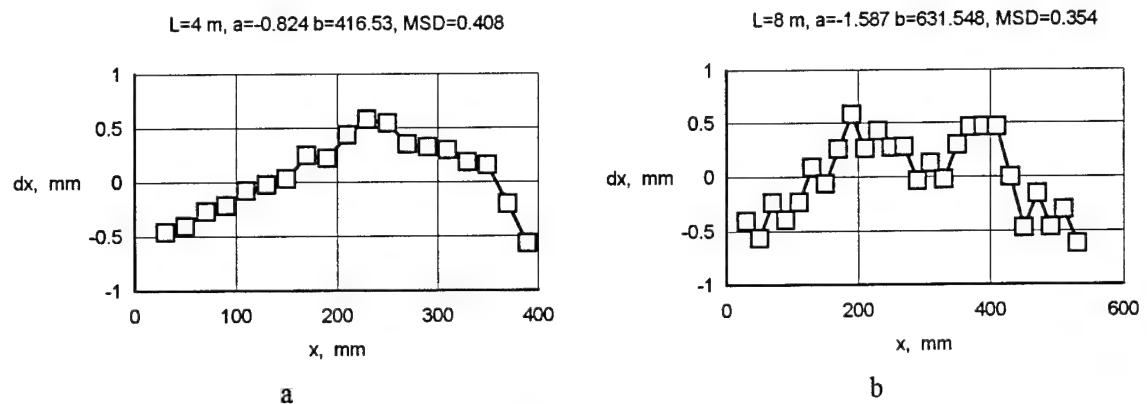 L=4 m, a=-0.824 b=416.53, MSD=0.408
1
0.5
dx, mm
0
-0.5
-1
0 100 200 300 400
x, mm
a
L=8 m, a=-1.587 b=631.548, MSD=0.354
1
0.5
dx, mm
0
-0.5
-1
0 200 400 600
x, mm
b